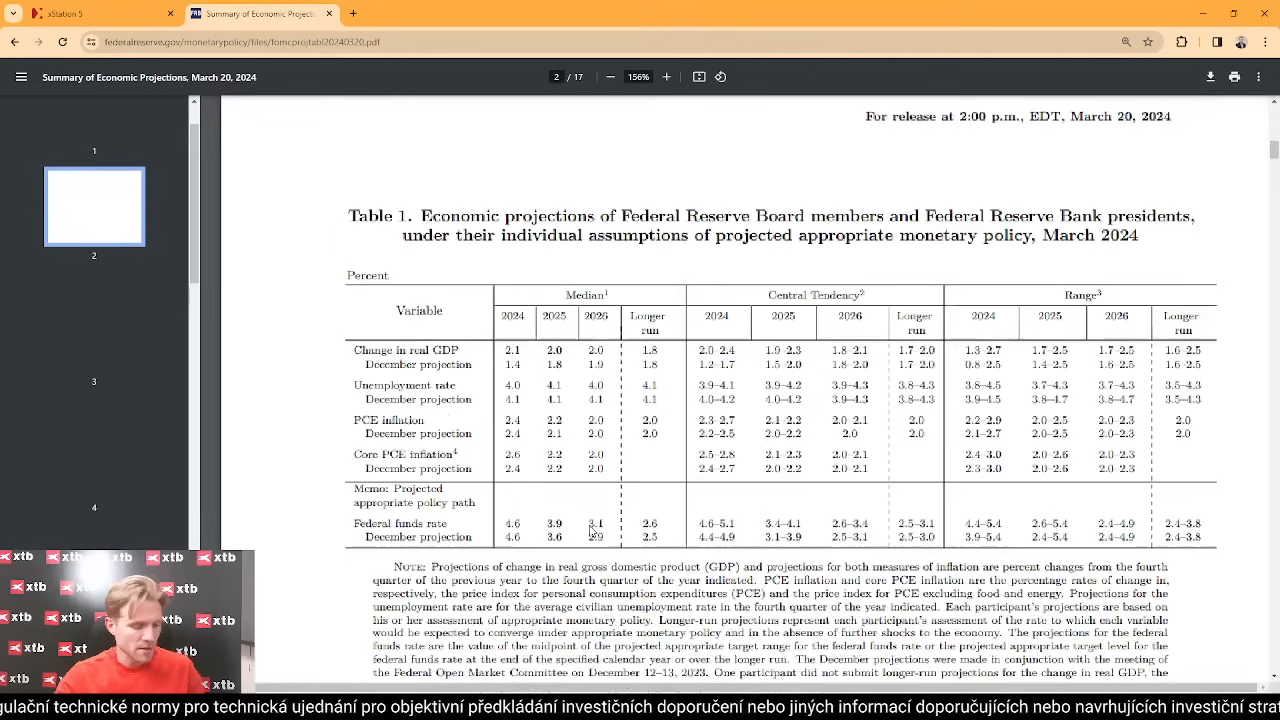 xStation 5
Summary of Economic Projecti
federalreserve.gov/monetarypolicy/files/fomcprojtabl20240320.pdf
Summary of Economic Projections, March 20, 2024
2 / 17
156%
1
2
3
4
For release at 2:00 p.m., EDT, March 20, 2024
Table 1. Economic projections of Federal Reserve Board members and Federal Reserve Bank presidents,
under their individual assumptions of projected appropriate monetary policy, March 2024
Percent
Variable Median1 Central Tendency2 Range3
2024 2025 2026 Longer run 2024 2025 2026 Longer run 2024 2025 2026 Longer run
Change in real GDP 2.1 2.0 2.0 1.8 2.0–2.4 1.9–2.3 1.8–2.1 1.7–2.0 1.3–2.7 1.7–2.5 1.7–2.5 1.6–2.5
December projection 1.4 1.8 1.9 1.8 1.2–1.7 1.5–2.0 1.8–2.0 1.7–2.0 0.8–2.5 1.4–2.5 1.6–2.5 1.6–2.5
Unemployment rate 4.0 4.1 4.0 4.1 3.9–4.1 3.9–4.2 3.9–4.3 3.8–4.3 3.8–4.5 3.7–4.3 3.7–4.3 3.5–4.3
December projection 4.1 4.1 4.1 4.1 4.0–4.2 4.0–4.2 3.9–4.3 3.8–4.3 3.9–4.5 3.8–4.7 3.8–4.7 3.5–4.3
PCE inflation 2.4 2.2 2.0 2.0 2.3–2.7 2.1–2.2 2.0–2.1 2.0 2.2–2.9 2.0–2.5 2.0–2.3 2.0
December projection 2.4 2.1 2.0 2.0 2.2–2.5 2.0–2.2 2.0 2.0 2.1–2.7 2.0–2.5 2.0–2.3 2.0
Core PCE inflation4 2.6 2.2 2.0 2.5–2.8 2.1–2.3 2.0–2.1 2.4–3.0 2.0–2.6 2.0–2.3
December projection 2.4 2.2 2.0 2.4–2.7 2.0–2.2 2.0–2.1 2.3–3.0 2.0–2.6 2.0–2.3
Memo: Projected
appropriate policy path
Federal funds rate 4.6 3.9 3.1 2.6 4.6–5.1 3.4–4.1 2.6–3.4 2.5–3.1 4.4–5.4 2.6–5.4 2.4–4.9 2.4–3.8
December projection 4.6 3.6 2.9 2.5 4.4–4.9 3.1–3.9 2.5–3.1 2.5–3.0 3.9–5.4 2.4–5.4 2.4–4.9 2.4–3.8
NOTE: Projections of change in real gross domestic product (GDP) and projections for both measures of inflation are percent changes from the fourth
quarter of the previous year to the fourth quarter of the year indicated. PCE inflation and core PCE inflation are the percentage rates of change in,
respectively, the price index for personal consumption expenditures (PCE) and the price index for PCE excluding food and energy. Projections for the
unemployment rate are for the average civilian unemployment rate in the fourth quarter of the year indicated. Each participant's projections are based on
his or her assessment of appropriate monetary policy. Longer-run projections represent each participant's assessment of the rate to which each variable
would be expected to converge under appropriate monetary policy and in the absence of further shocks to the economy. The projections for the federal
funds rate are the value of the midpoint of the projected appropriate target range for the federal funds rate or the projected appropriate target level for the
federal funds rate at the end of the specified calendar year or over the longer run. The December projections were made in conjunction with the meeting of
the Federal Open Market Committee on December 12–13, 2023. One participant did not submit longer-run projections for the change in real GDP, the
xtb xtb xtb xtb
xtb xtb
xtb xtb
xtb xtb
xtb xtb
gulační technické normy pro technická ujednání pro objektivní předkládání investičních doporučení nebo jiných informací doporučujících nebo navrhujících investiční stra